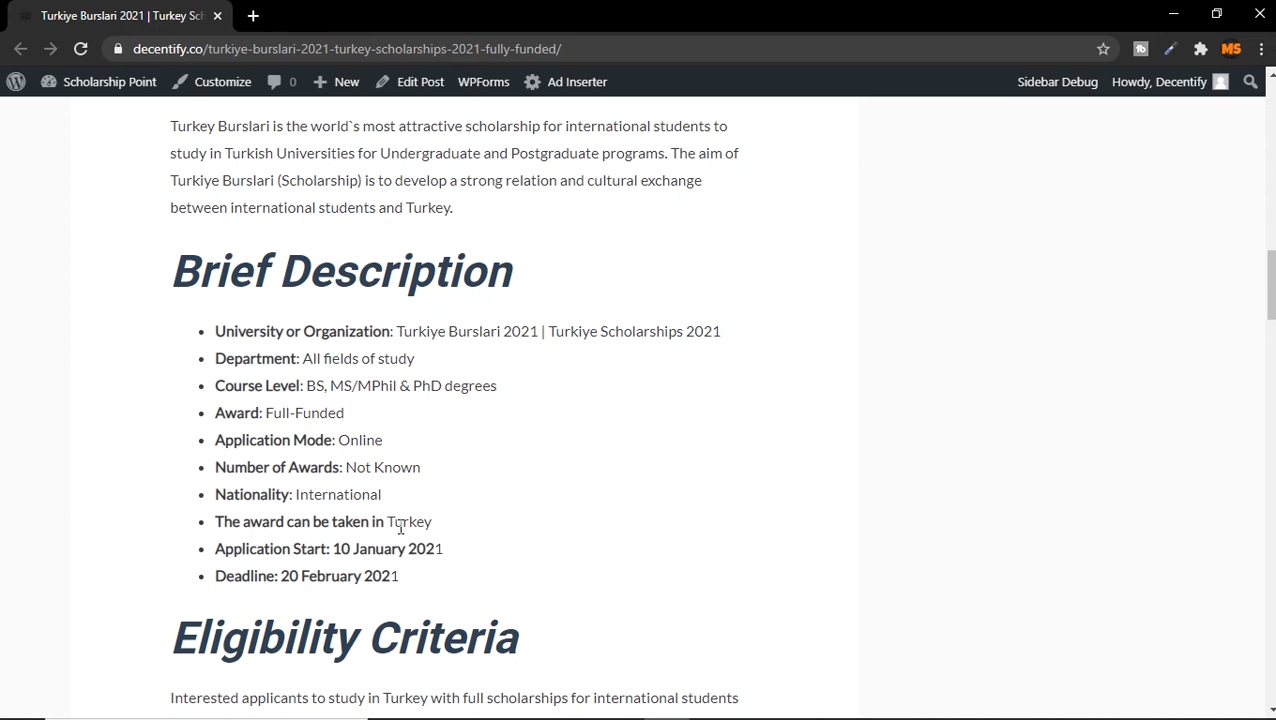 Turkiye Burslari 2021 | Turkey Sch
decentify.co/turkiye-burslari-2021-turkey-scholarships-2021-fully-funded/
MS
Scholarship Point Customize 0 New Edit Post WPForms Ad Inserter Sidebar Debug Howdy, Decentify
Turkey Burslari is the world`s most attractive scholarship for international students to
study in Turkish Universities for Undergraduate and Postgraduate programs. The aim of
Turkiye Burslari (Scholarship) is to develop a strong relation and cultural exchange
between international students and Turkey.
Brief Description
• University or Organization: Turkiye Burslari 2021 | Turkiye Scholarships 2021
• Department: All fields of study
• Course Level: BS, MS/MPhil & PhD degrees
• Award: Full-Funded
• Application Mode: Online
• Number of Awards: Not Known
• Nationality: International
• The award can be taken in Turkey
• Application Start: 10 January 2021
• Deadline: 20 February 2021
Eligibility Criteria
Interested applicants to study in Turkey with full scholarships for international students